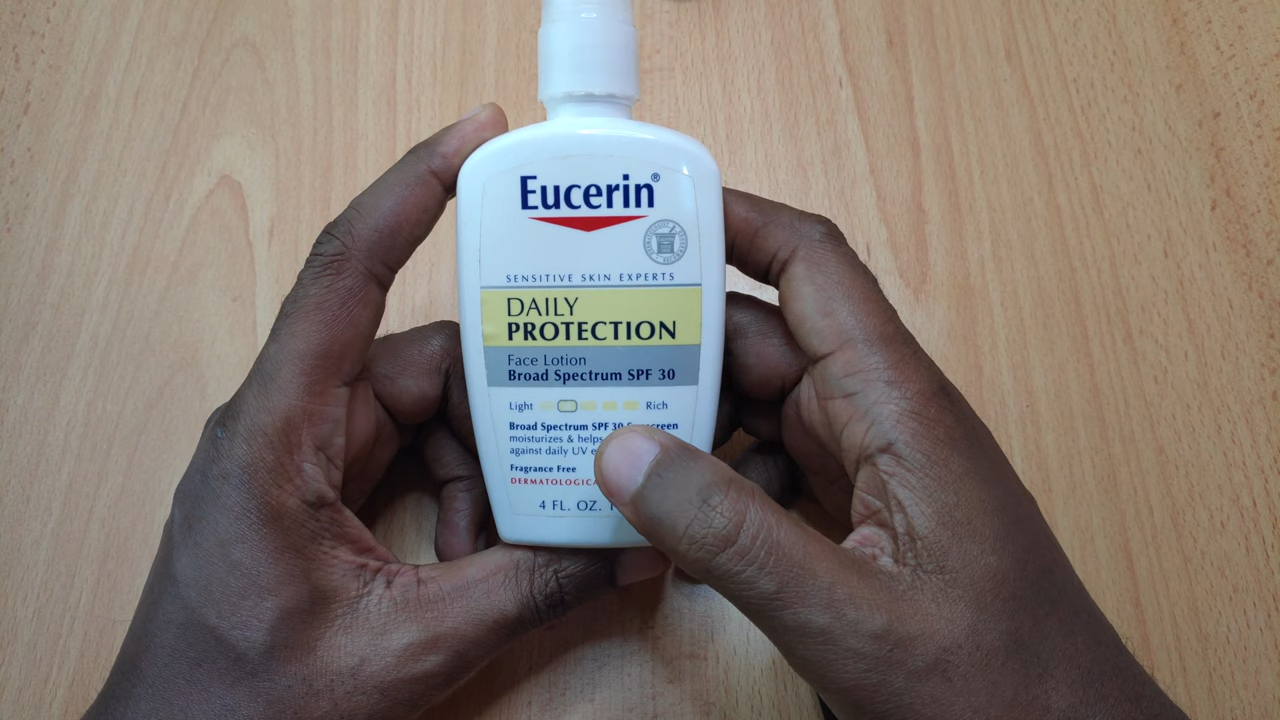 Eucerin®
SENSITIVE SKIN EXPERTS
DAILY
PROTECTION
Face Lotion
Broad Spectrum SPF 30
Light Rich
Broad Spectrum SPF 30
moisturizes & helps
against daily UV
Fragrance Free
4 FL. OZ.